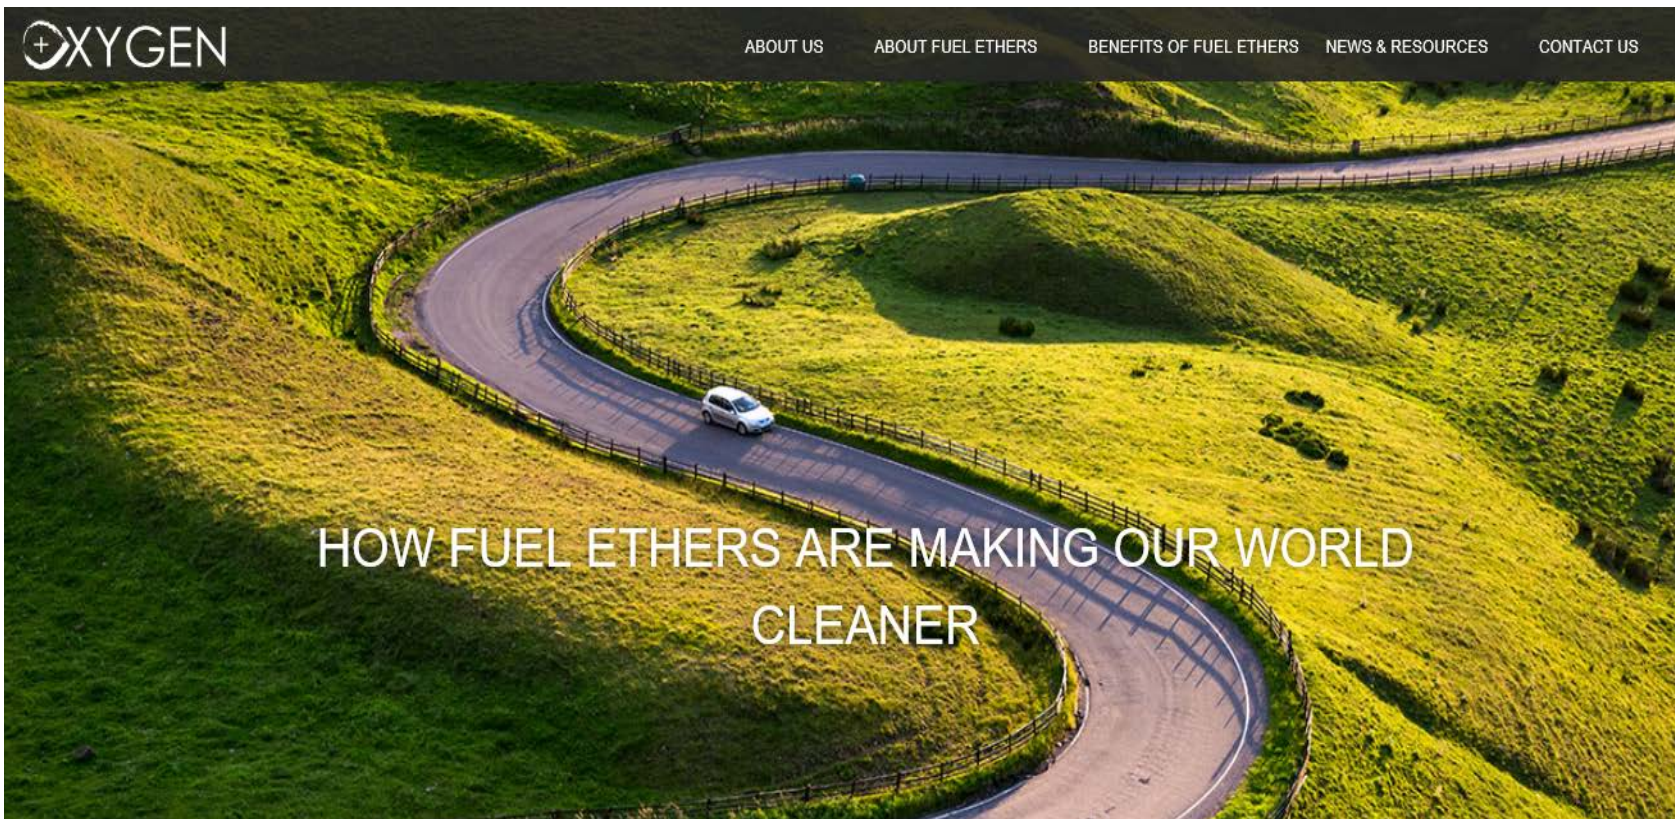 OXYGEN
ABOUT US
ABOUT FUEL ETHERS
BENEFITS OF FUEL ETHERS
NEWS & RESOURCES
CONTACT US
HOW FUEL ETHERS ARE MAKING OUR WORLD
CLEANER